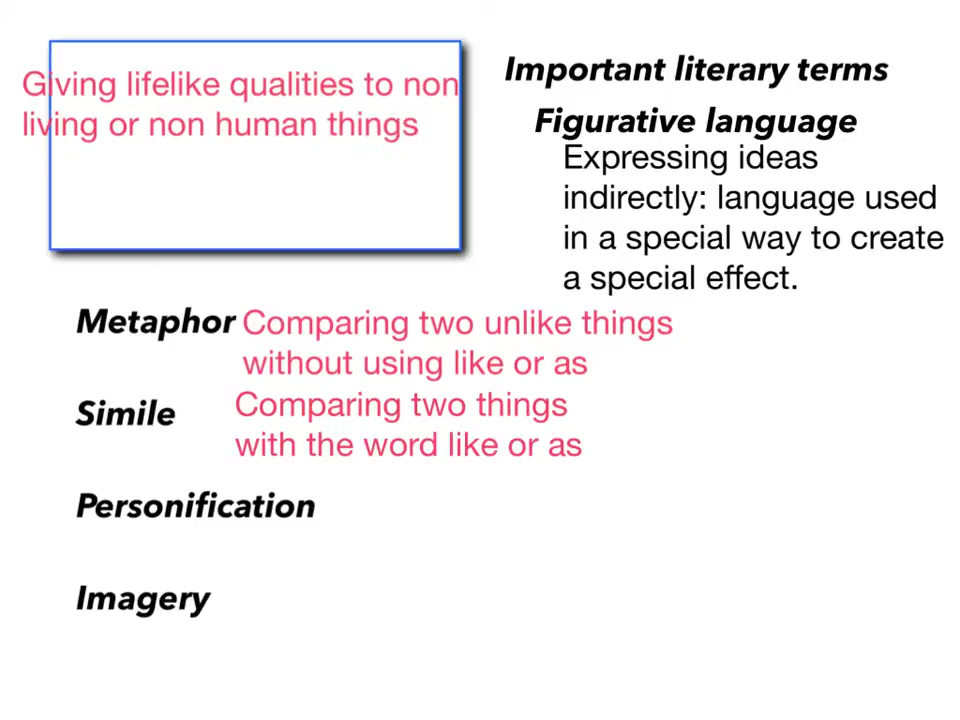 Giving lifelike qualities to non
living or non human things
Important literary terms
Figurative language
Expressing ideas
indirectly: language used
in a special way to create
a special effect.
Metaphor Comparing two unlike things
without using like or as
Simile Comparing two things
with the word like or as
Personification
Imagery